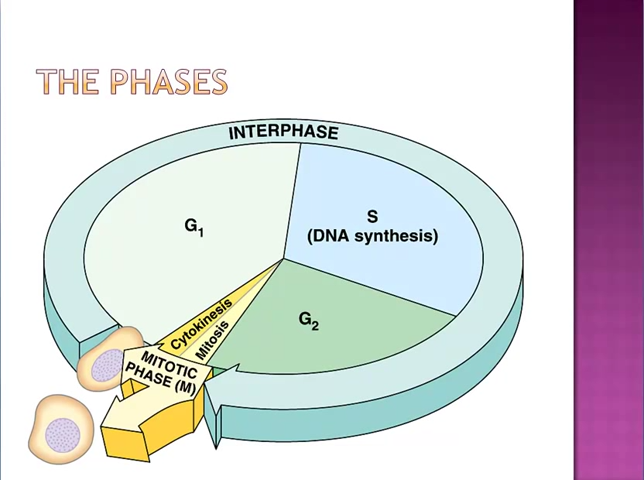 THE PHASES
INTERPHASE
G1
S
(DNA synthesis)
G2
Cytokinesis
Mitosis
MITOTIC
PHASE (M)